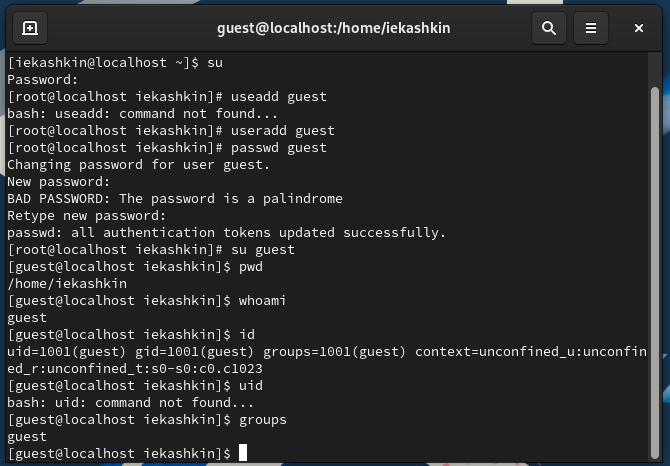 guest@localhost:/home/iekashkin
[iekashkin@localhost ~]$ su
Password:
[root@localhost iekashkin]# useadd guest
bash: useadd: command not found...
[root@localhost iekashkin]# useradd guest
[root@localhost iekashkin]# passwd guest
Changing password for user guest.
New password:
BAD PASSWORD: The password is a palindrome
Retype new password:
passwd: all authentication tokens updated successfully.
[root@localhost iekashkin]# su guest
[guest@localhost iekashkin]$ pwd
/home/iekashkin
[guest@localhost iekashkin]$ whoami
guest
[guest@localhost iekashkin]$ id
uid=1001(guest) gid=1001(guest) groups=1001(guest) context=unconfined_u:unconfin
ed_r:unconfined_t:s0-s0:c0.c1023
[guest@localhost iekashkin]$ uid
bash: uid: command not found...
[guest@localhost iekashkin]$ groups
guest
[guest@localhost iekashkin]$